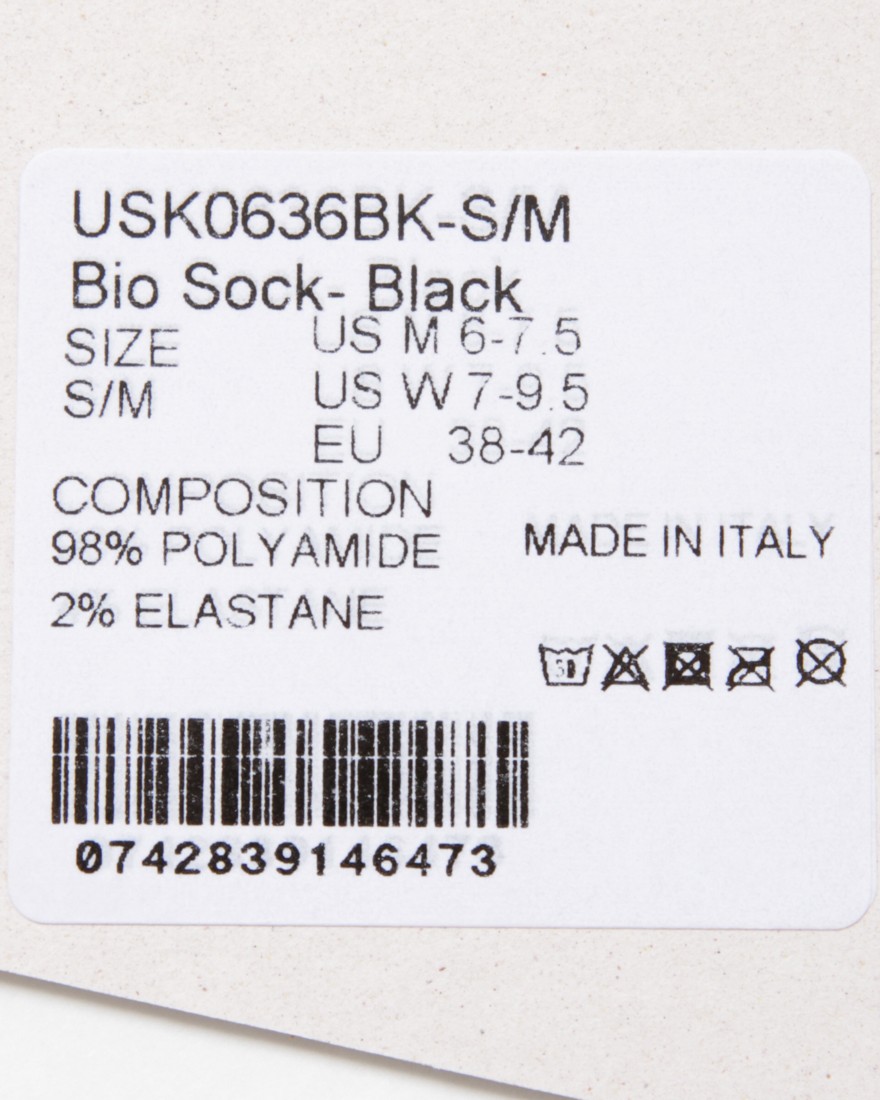 USK0636BK-S/M
Bio Sock- Black
SIZE US M 6-7.5
S/M US W 7-9.5
EU 38-42
COMPOSITION
98% POLYAMIDE MADE IN ITALY
2% ELASTANE
0742839146473